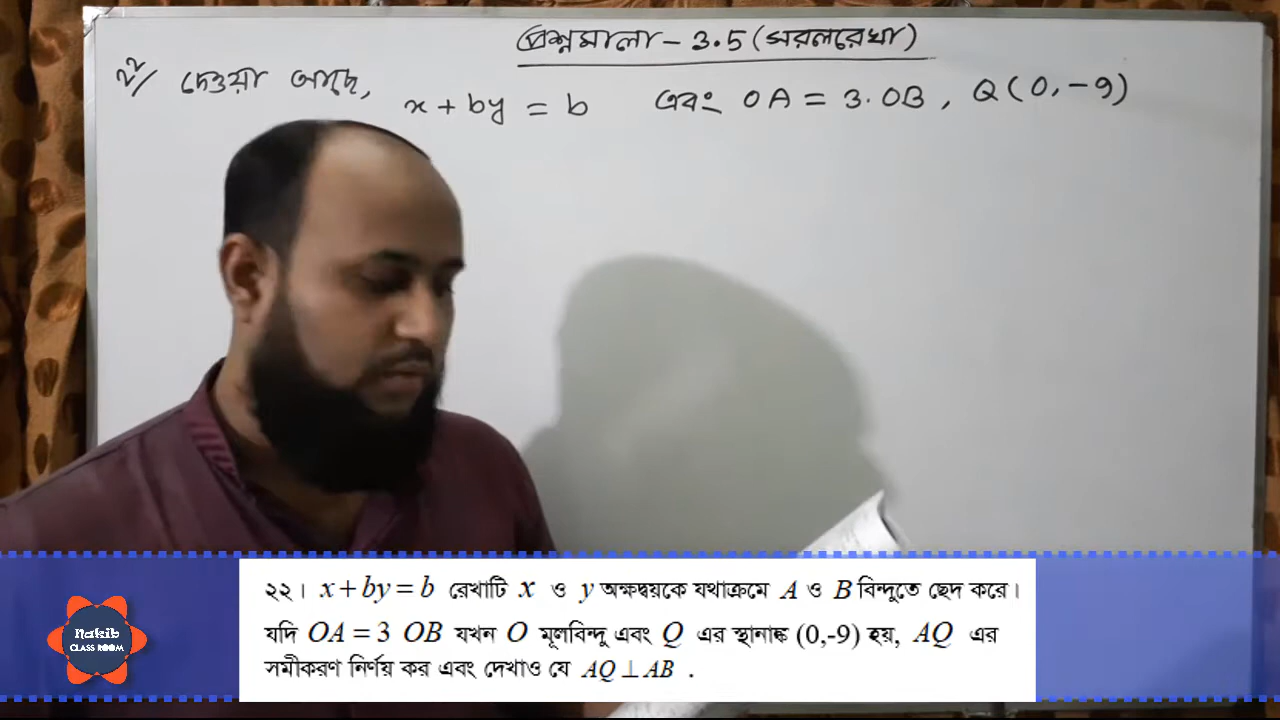 প্রশ্নমালা - 3.5 (সরলরেখা)
২২/ দেওয়া আছে, x + by = b এবং OA = 3.OB, Q(0, -9)
২২। x + by = b রেখাটি x ও y অক্ষদ্বয়কে যথাক্রমে A ও B বিন্দুতে ছেদ করে।
যদি OA = 3 OB যখন O মূলবিন্দু এবং Q এর স্থানাঙ্ক (0,-9) হয়, AQ এর
সমীকরণ নির্ণয় কর এবং দেখাও যে AQ ⊥ AB .
Nakib
CLASS ROOM